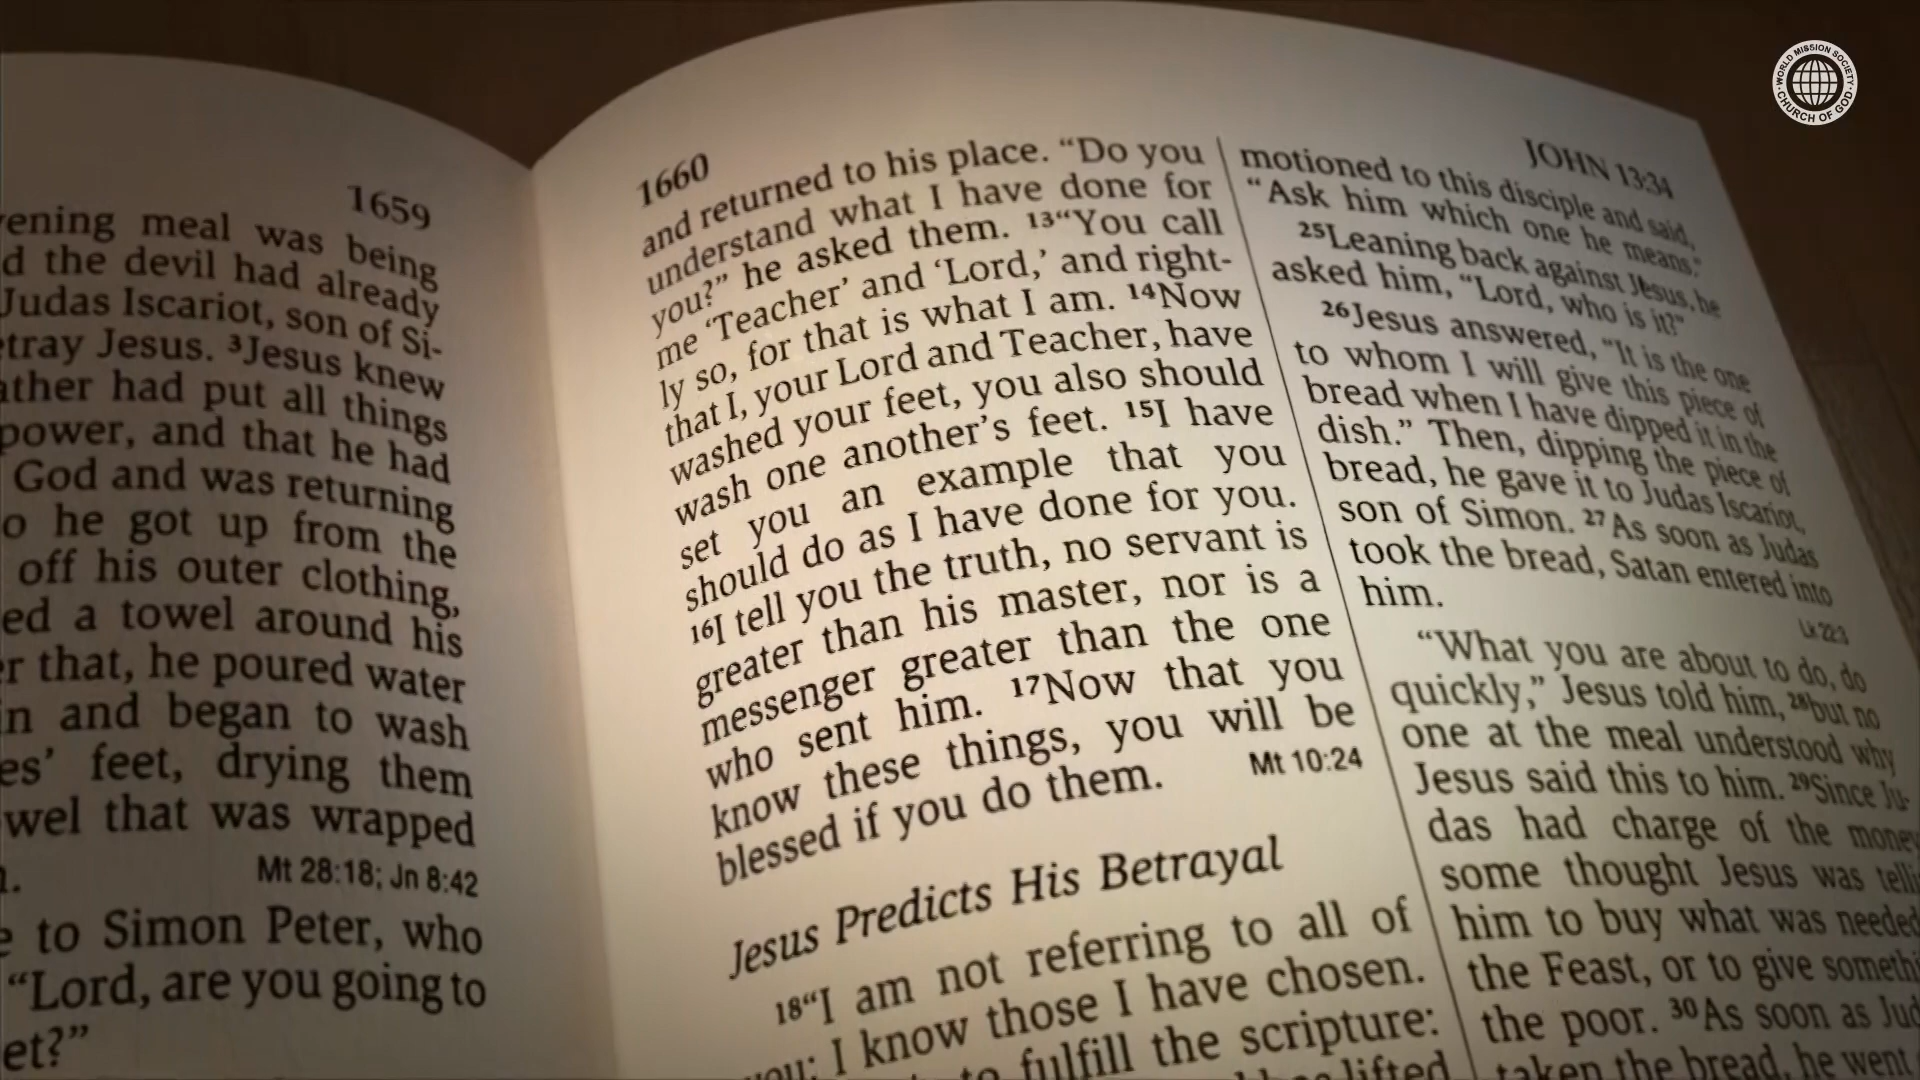 1659
ening meal was being
d the devil had already
Judas Iscariot, son of Si-
tray Jesus. ³Jesus knew
ather had put all things
power, and that he had
God and was returning
o he got up from the
off his outer clothing,
ed a towel around his
r that, he poured water
in and began to wash
es’ feet, drying them
wel that was wrapped
Mt 28:18; Jn 8:42
e to Simon Peter, who
“Lord, are you going to
et?”
1660
and returned to his place. “Do you
understand what I have done for
you?” he asked them. ¹³“You call
me ‘Teacher’ and ‘Lord,’ and right-
ly so, for that is what I am. ¹⁴Now
that I, your Lord and Teacher, have
washed your feet, you also should
wash one another’s feet. ¹⁵I have
set you an example that you
should do as I have done for you.
¹⁶I tell you the truth, no servant is
greater than his master, nor is a
messenger greater than the one
who sent him. ¹⁷Now that you
know these things, you will be
blessed if you do them.
Mt 10:24
Jesus Predicts His Betrayal
¹⁸“I am not referring to all of
you; I know those I have chosen.
to fulfill the scripture:
lifted
JOHN 13:34
motioned to this disciple and said,
“Ask him which one he means.”
²⁵Leaning back against Jesus, he
asked him, “Lord, who is it?”
²⁶Jesus answered, “It is the one
to whom I will give this piece of
bread when I have dipped it in the
dish.” Then, dipping the piece of
bread, he gave it to Judas Iscariot,
son of Simon. ²⁷As soon as Judas
took the bread, Satan entered into
him.
Lk 22:3
“What you are about to do, do
quickly,” Jesus told him, ²⁸but no
one at the meal understood why
Jesus said this to him. ²⁹Since Ju-
das had charge of the money
some thought Jesus was telli
him to buy what was needed
the Feast, or to give somethi
the poor. ³⁰As soon as Jud
taken the bread, he went
WORLD MISSION SOCIETY
CHURCH OF GOD